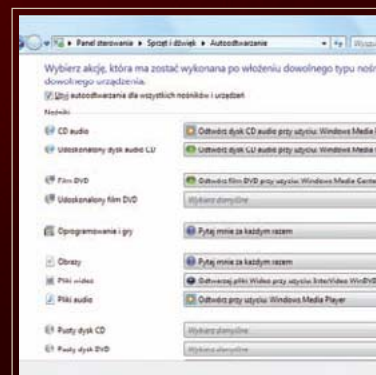 Panel sterowania ▸ Sprzęt i dźwięk ▸ Autoodtwarzanie
Wybierz akcję, która ma zostać wykonana po włożeniu dowolnego typu
dowolnego urządzenia.
Użyj autoodtwarzania dla wszystkich nośników i urządzeń
Nośniki
CD audio Odtwórz dysk CD audio przy użyciu: Windows Media
Udoskonalony dysk audio CD Odtwórz dysk CD audio przy użyciu: Windows Media
Film DVD Odtwórz film DVD przy użyciu: Windows Media Cente
Udoskonalony film DVD Wybierz domyślne
Oprogramowanie i gry Pytaj mnie za każdym razem
Obrazy Pytaj mnie za każdym razem
Pliki wideo Odtwarzaj pliki Wideo przy użyciu InterVideo WinDVD
Pliki audio Odtwórz przy użyciu: Windows Media Player
Pusty dysk CD Wybierz domyślne
Pusty dysk DVD Wybierz domyślne